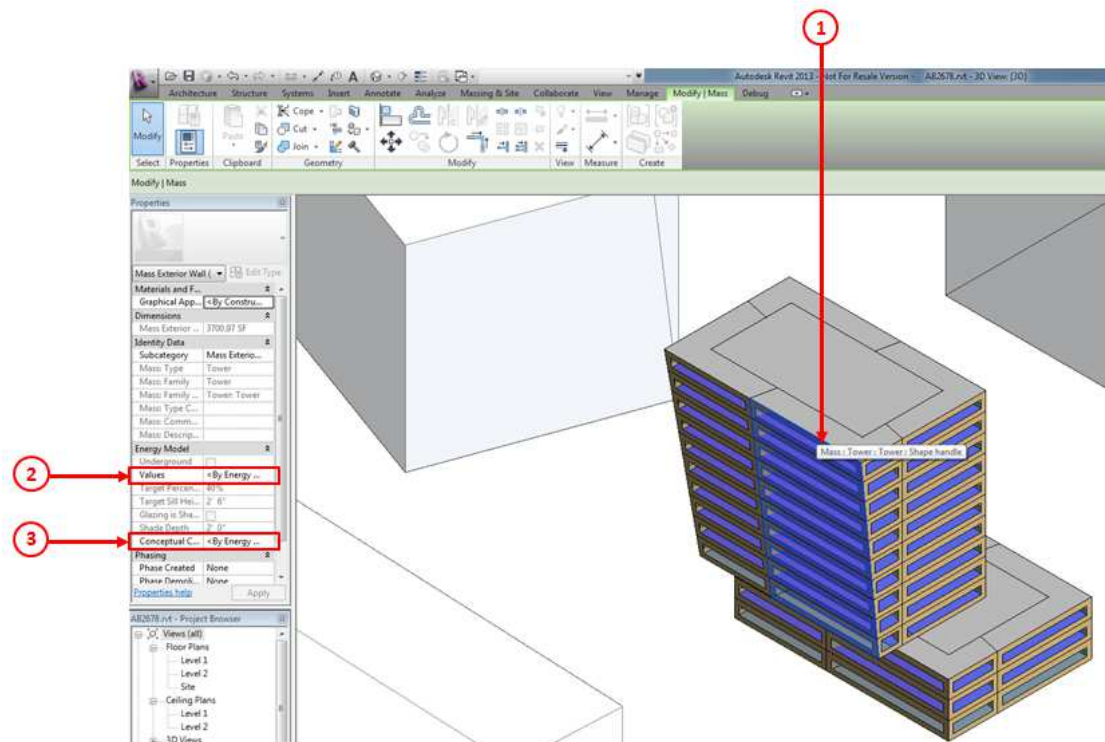 1
Autodesk Revit 2013 - Not For Resale Version - AB2678.rvt - 3D View: {3D}
Architecture Structure Systems Insert Annotate Analyze Massing & Site Collaborate View Manage Modify | Mass Debug
Modify Paste Cope
Cut
Join
Select Properties Clipboard Geometry Modify View Measure Create
Modify | Mass
Properties
Mass Exterior Wall ( Edit Type
Materials and F...
Graphical App... <By Constru...
Dimensions
Mass Exterior ... 3700.97 SF
Identity Data
Subcategory Mass Exterio...
Mass: Type Tower
Mass: Family Tower
Mass: Family ... Tower: Tower
Mass: Type C...
Mass: Comm...
Mass: Descrip...
Energy Model
Underground
2 Values <By Energy ...
Target Percen... 40%
Target Sill Hei... 2' 6"
Glazing is Sha...
Shade Depth 2' 0"
3 Conceptual C... <By Energy ...
Phasing
Phase Created None
Phase Demoli... None
Properties help Apply
Mass : Tower : Tower : Shape handle
AB2678.rvt - Project Browser
Views (all)
Floor Plans
Level 1
Level 2
Site
Ceiling Plans
Level 1
Level 2
3D Views